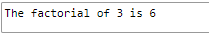 The factorial of 3 is 6